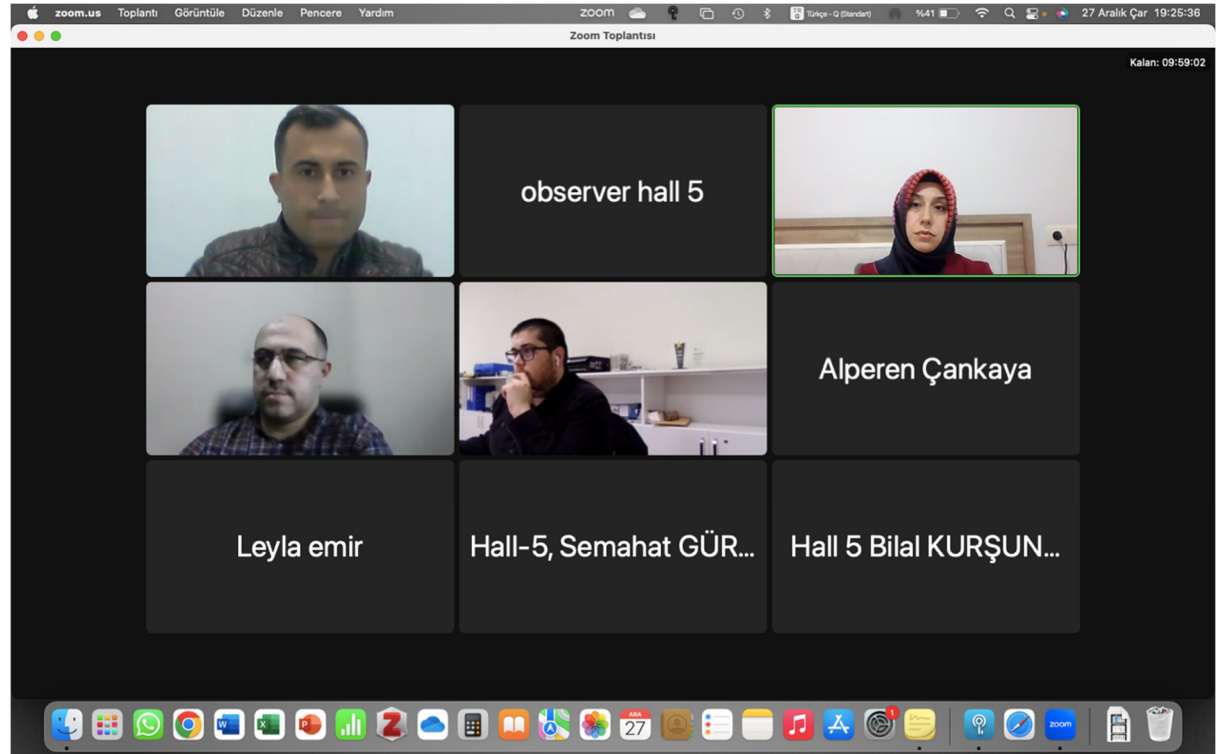 zoom.us Toplantı Görüntüle Düzenle Pencere Yardım zoom Türkçe - Q (Standart) %41 27 Aralık Çar 19:25:36
Zoom Toplantısı
Kalan: 09:59:02
observer hall 5
Alperen Çankaya
Leyla emir
Hall-5, Semahat GÜR...
Hall 5 Bilal KURŞUN...
ARA
27
1
zoom